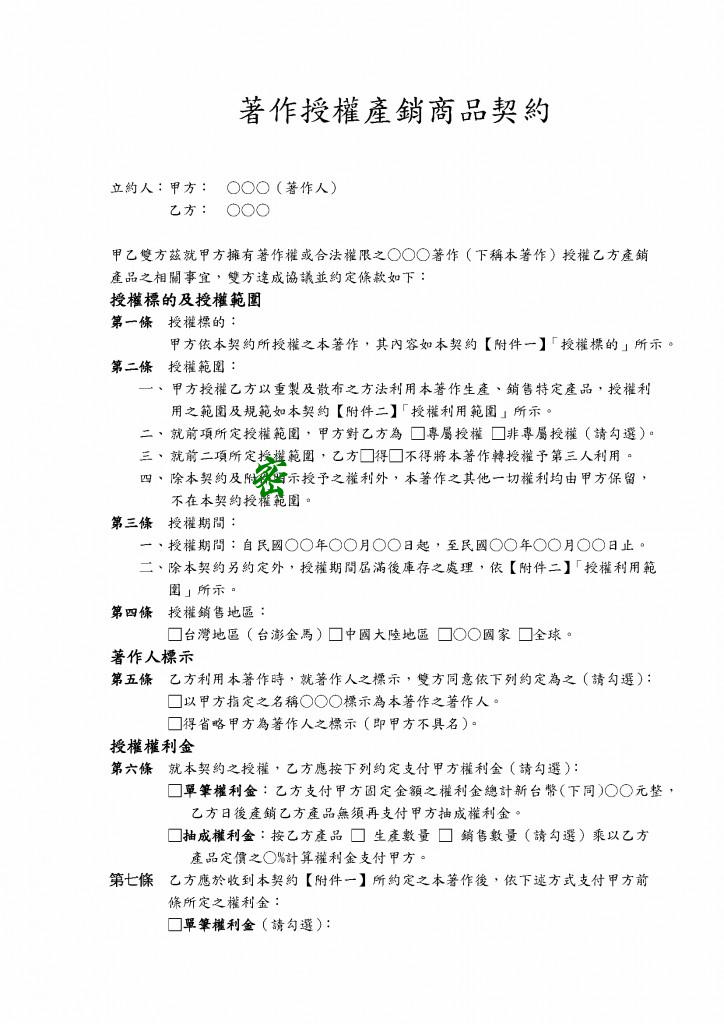 著作授權產銷商品契約
立約人：甲方： ○○○（著作人）
乙方： ○○○
甲乙雙方茲就甲方擁有著作權或合法權限之○○○著作（下稱本著作）授權乙方產銷
產品之相關事宜，雙方達成協議並約定條款如下：
授權標的及授權範圍
第一條 授權標的：
甲方依本契約所授權之本著作，其內容如本契約【附件一】「授權標的」所示。
第二條 授權範圍：
一、甲方授權乙方以重製及散布之方法利用本著作生產、銷售特定產品，授權利
用之範圍及規範如本契約【附件二】「授權利用範圍」所示。
二、就前項所定授權範圍，甲方對乙方為 □專屬授權 □非專屬授權（請勾選）。
三、就前二項所定授權範圍，乙方□得□不得將本著作轉授權予第三人利用。
密
四、除本契約及附件所示授予之權利外，本著作之其他一切權利均由甲方保留，
不在本契約授權範圍。
第三條 授權期間：
一、授權期間：自民國○○年○○月○○日起，至民國○○年○○月○○日止。
二、除本契約另約定外，授權期間屆滿後庫存之處理，依【附件二】「授權利用範
圍」所示。
第四條 授權銷售地區：
□台灣地區（台澎金馬）□中國大陸地區 □○○國家 □全球。
著作人標示
第五條 乙方利用本著作時，就著作人之標示，雙方同意依下列約定為之（請勾選）：
□以甲方指定之名稱○○○標示為本著作之著作人。
□得省略甲方為著作人之標示（即甲方不具名）。
授權權利金
第六條 就本契約之授權，乙方應按下列約定支付甲方權利金（請勾選）：
□單筆權利金：乙方支付甲方固定金額之權利金總計新台幣(下同)○○元整，
乙方日後產銷乙方產品無須再支付甲方抽成權利金。
□抽成權利金：按乙方產品 □ 生產數量 □ 銷售數量（請勾選）乘以乙方
產品定價之○%計算權利金支付甲方。
第七條 乙方應於收到本契約【附件一】所約定之本著作後，依下述方式支付甲方前
條所定之權利金：
□單筆權利金（請勾選）：